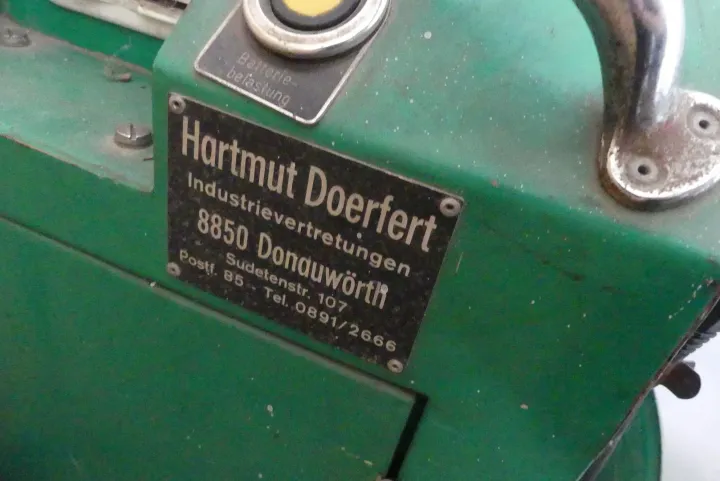 Batterie-
belastung
Hartmut Doerfert
Industrievertretungen
8850 Donauwörth
Sudetenstr. 107
Postf. 85 - Tel. 0891/2666